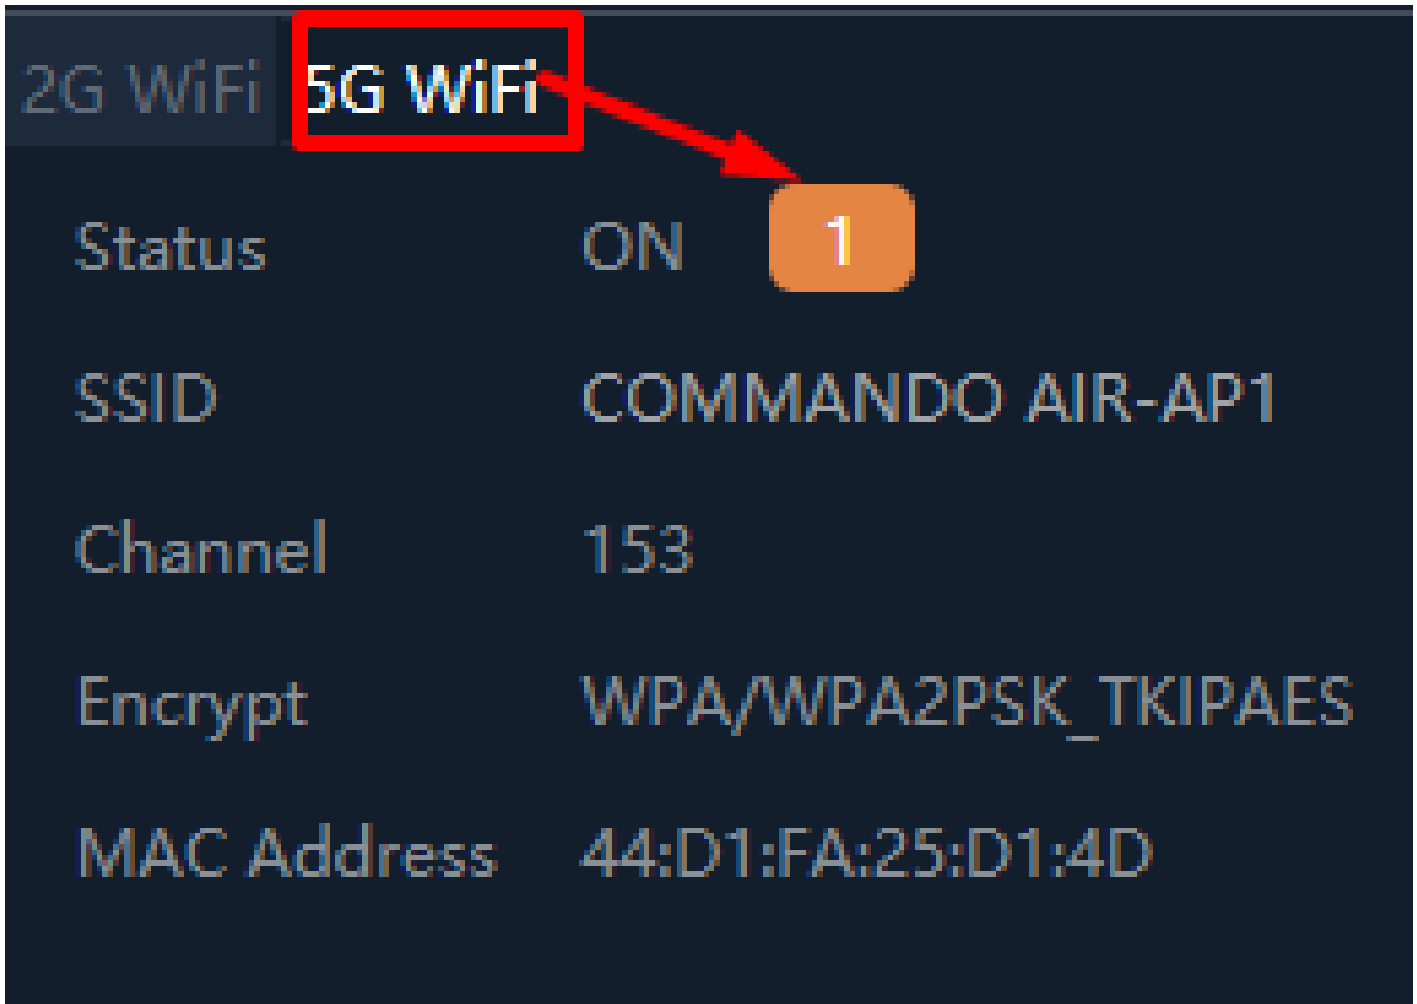 2G WiFi 5G WiFi
Status ON 1
SSID COMMANDO AIR-AP1
Channel 153
Encrypt WPA/WPA2PSK_TKIPAES
MAC Address 44:D1:FA:25:D1:4D